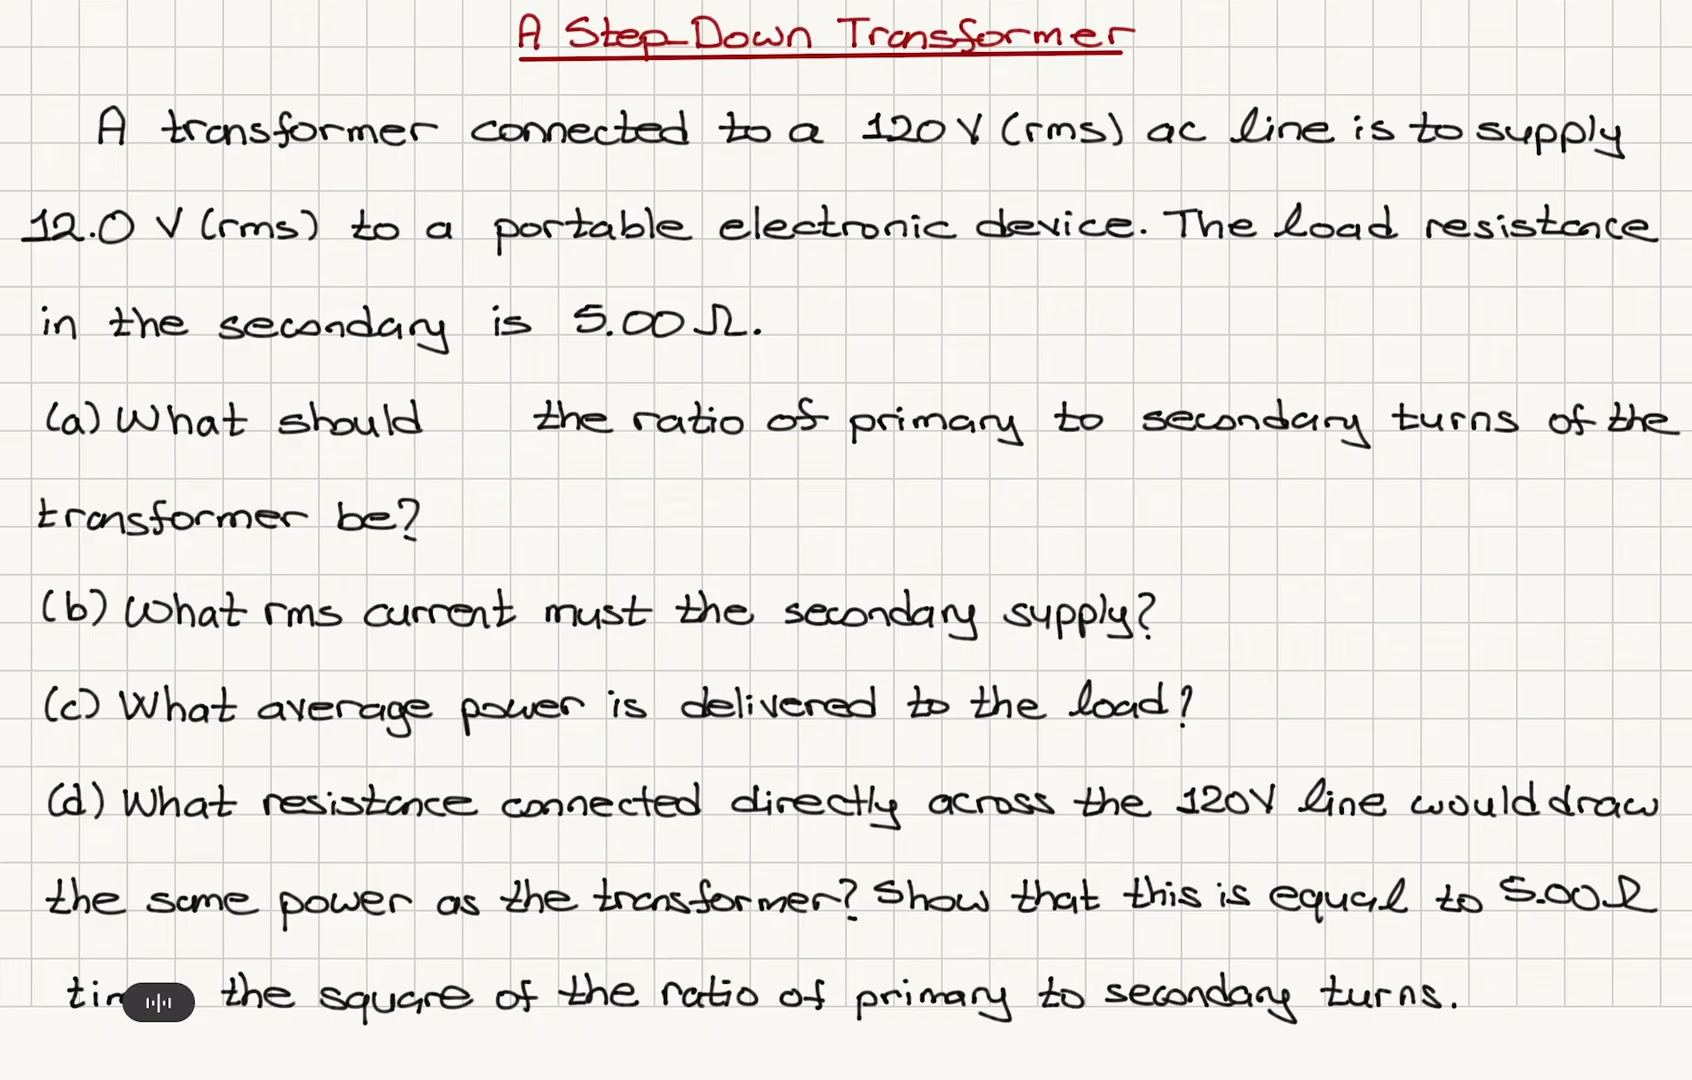 A Step-Down Transformer
A transformer connected to a 120 V (rms) ac line is to supply
12.0 V (rms) to a portable electronic device. The load resistance
in the secondary is 5.00 Ω.
(a) What should the ratio of primary to secondary turns of the
transformer be?
(b) What rms current must the secondary supply?
(c) What average power is delivered to the load?
(d) What resistance connected directly across the 120V line would draw
the same power as the transformer? Show that this is equal to 5.00Ω
the square of the ratio of primary to secondary turns.